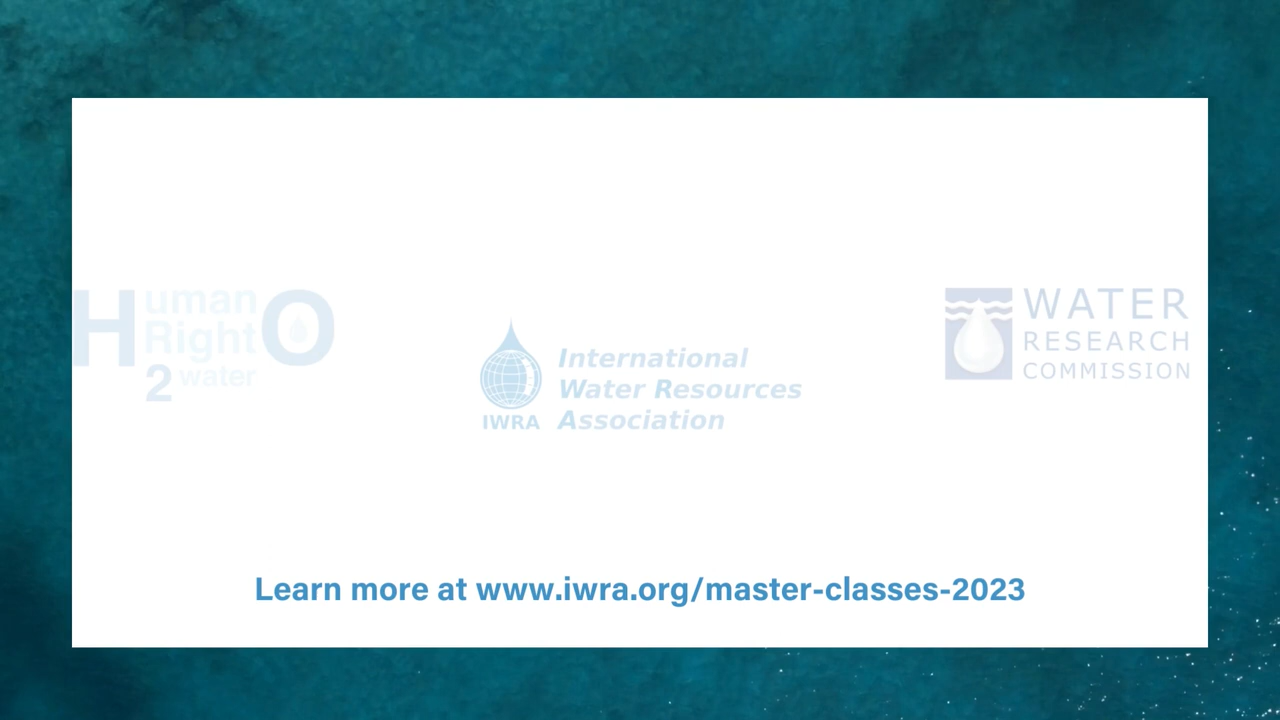 Human
Right O
2 water
International
Water Resources
IWRA Association
WATER
RESEARCH
COMMISSION
Learn more at www.iwra.org/master-classes-2023